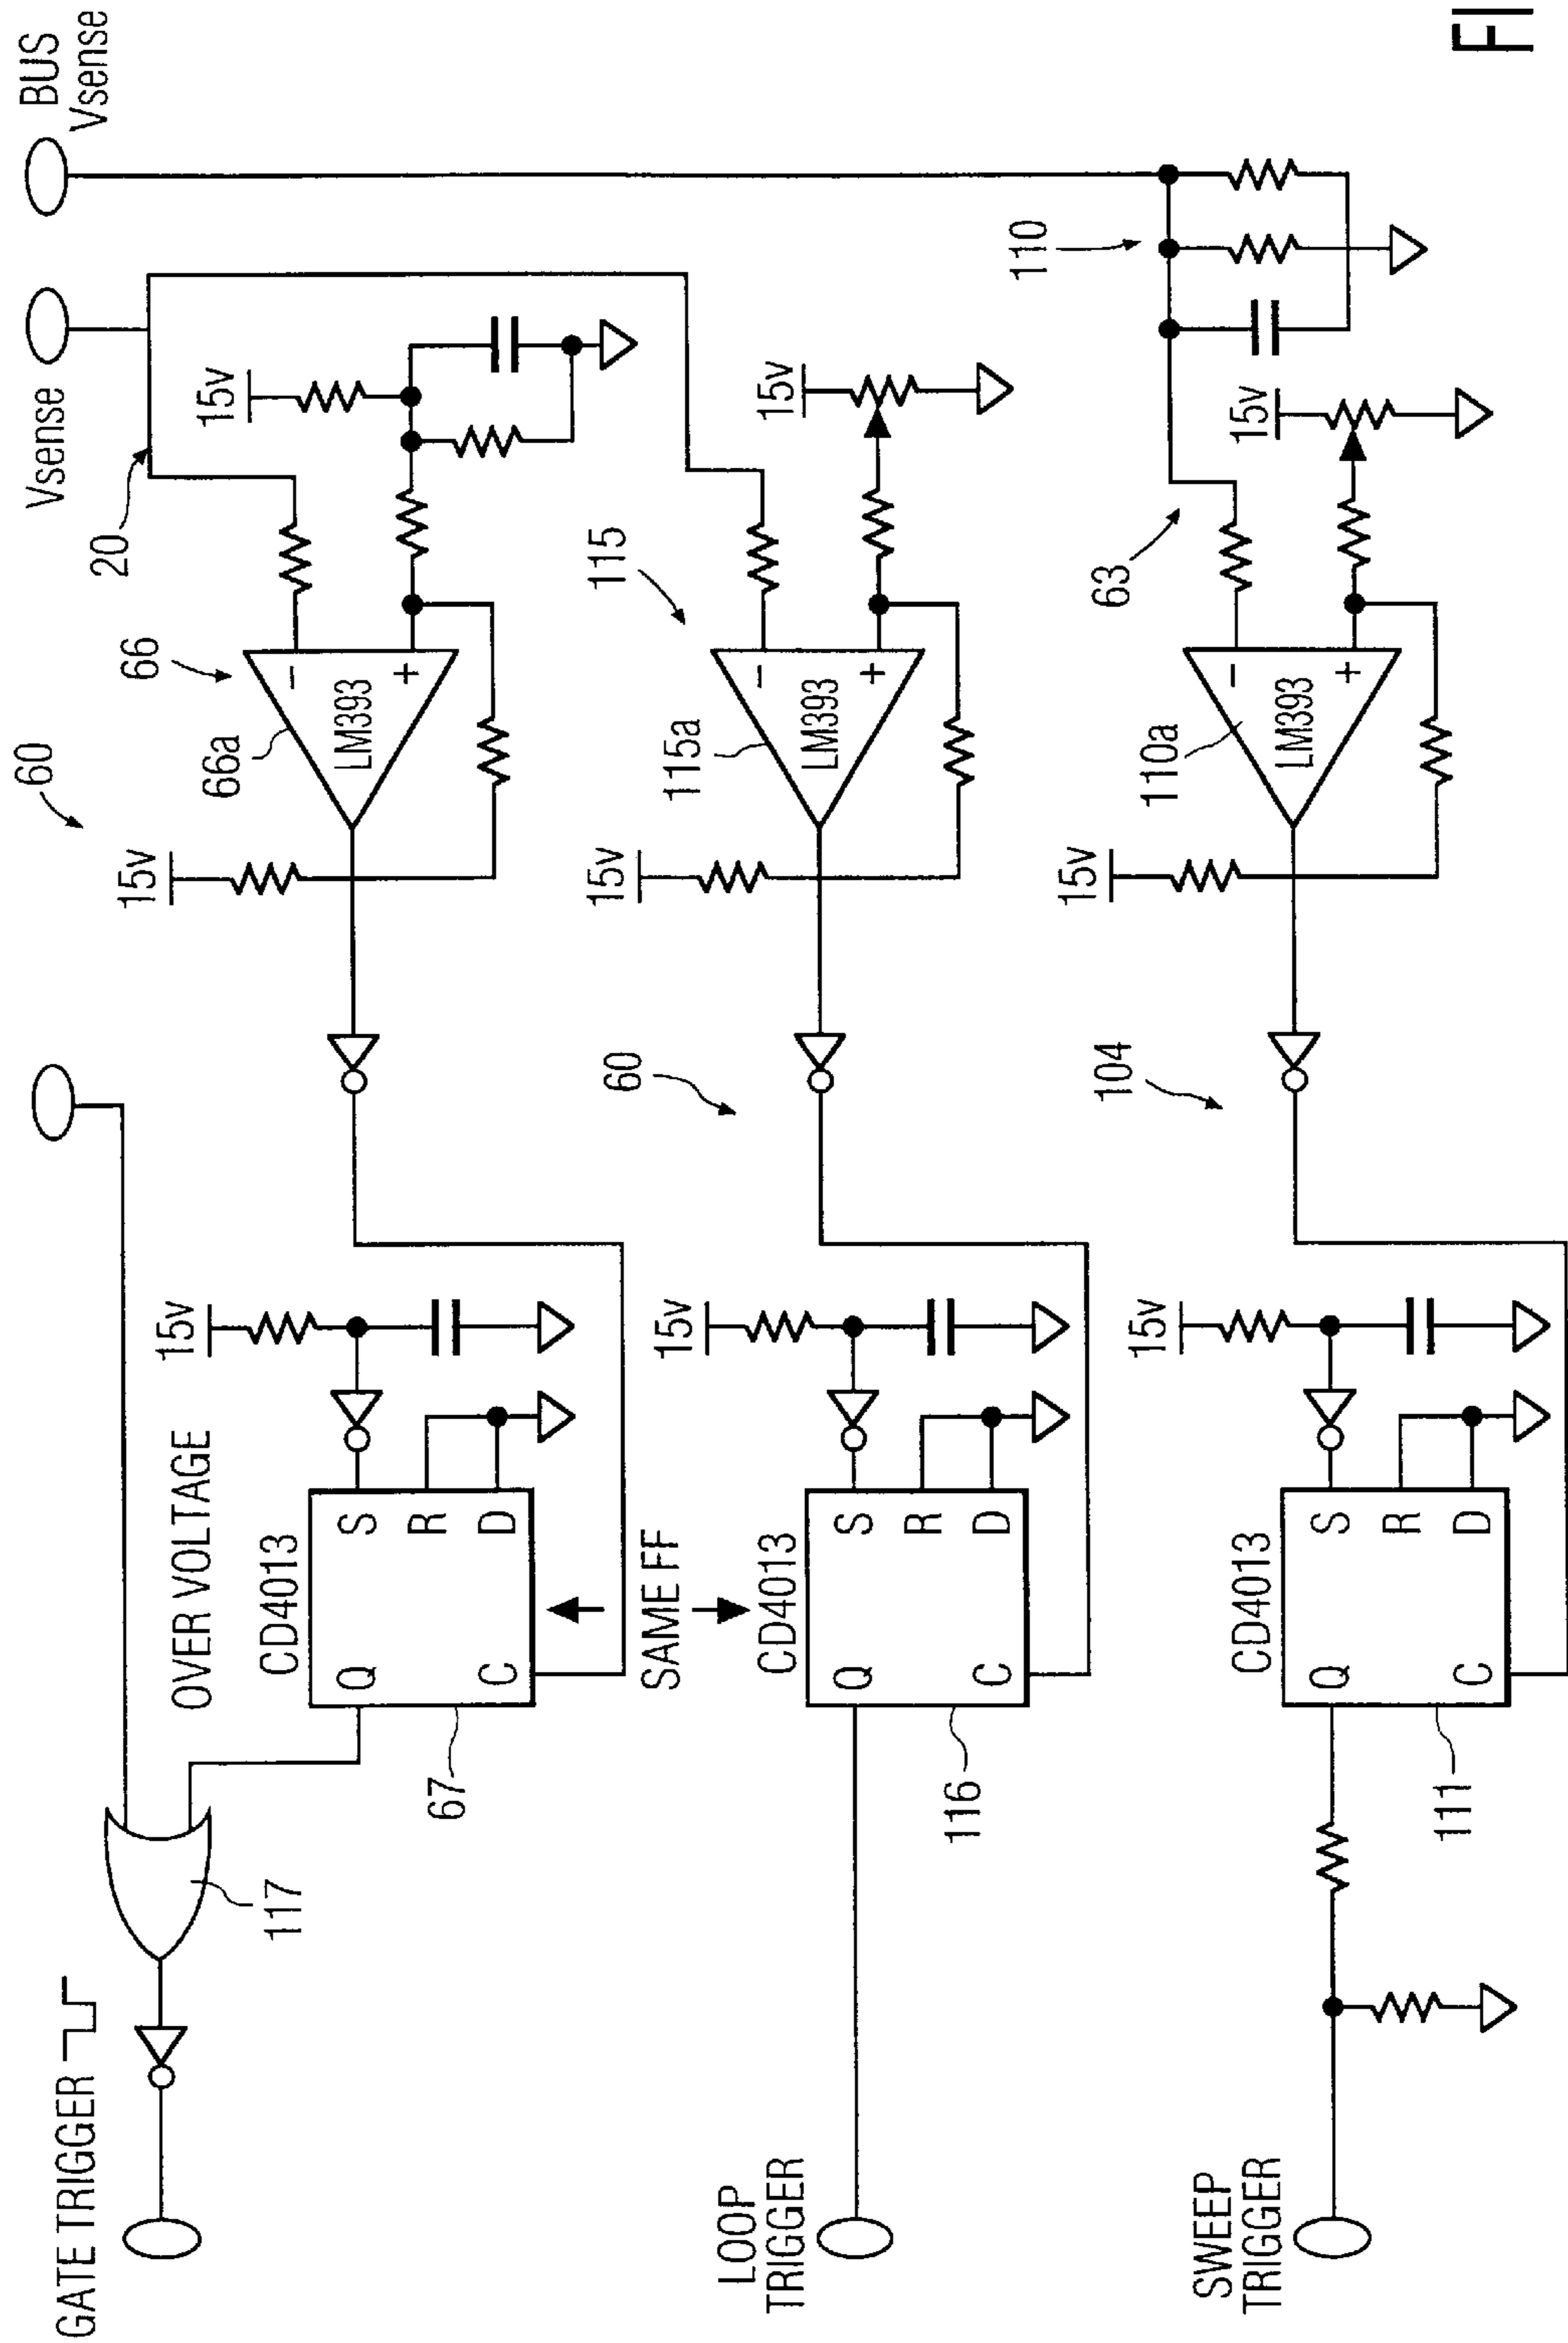 GATE TRIGGER
117
OVER VOLTAGE
15v
CD4013
Q
S
R
D
C
67
60
15v
66
66a
LM393
-
+
20
15v
Vsense
BUS
Vsense
SAME FF
LOOP
TRIGGER
CD4013
Q
S
R
D
C
116
15v
60
15v
115a
LM393
-
+
115
15v
SWEEP
TRIGGER
CD4013
Q
S
R
D
C
111
15v
104
15v
110a
LM393
-
+
63
15v
110
FI